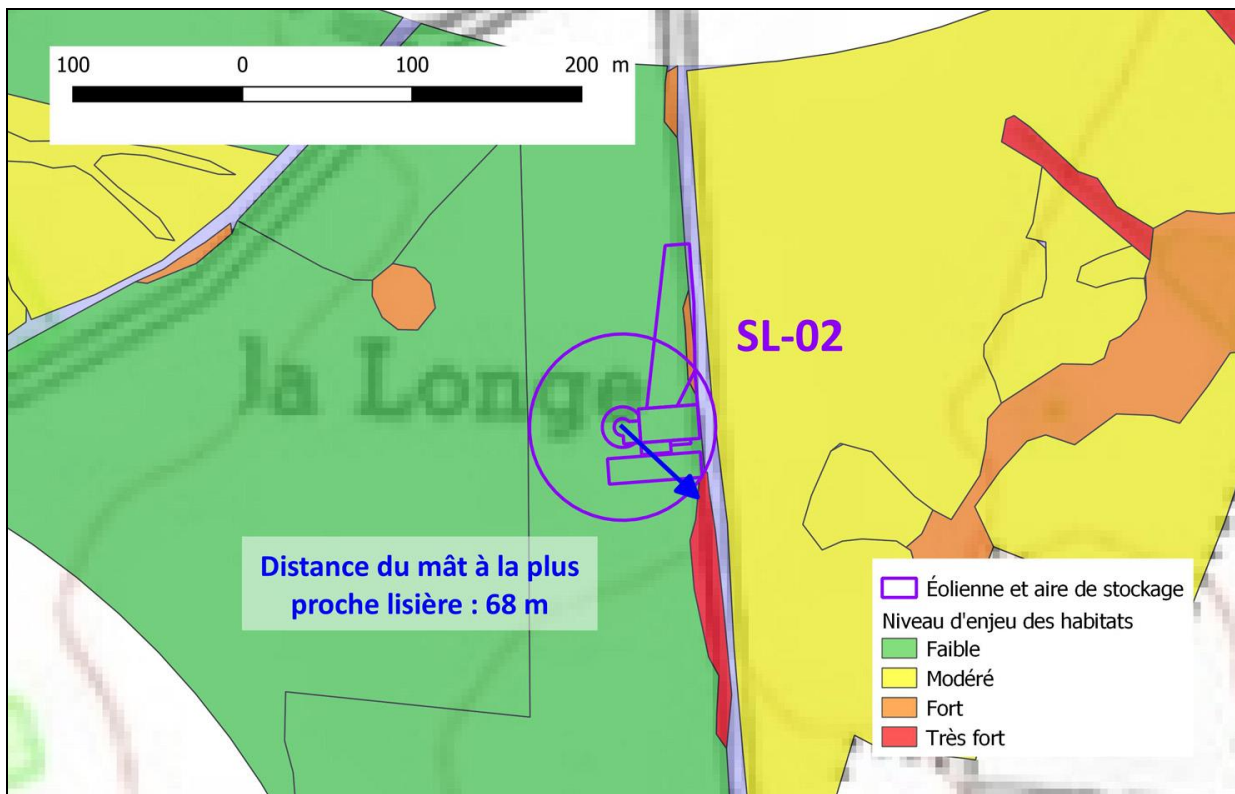 100 0 100 200 m
la Longe
SL-02
Distance du mât à la plus
proche lisière : 68 m
Éolienne et aire de stockage
Niveau d'enjeu des habitats
Faible
Modéré
Fort
Très fort